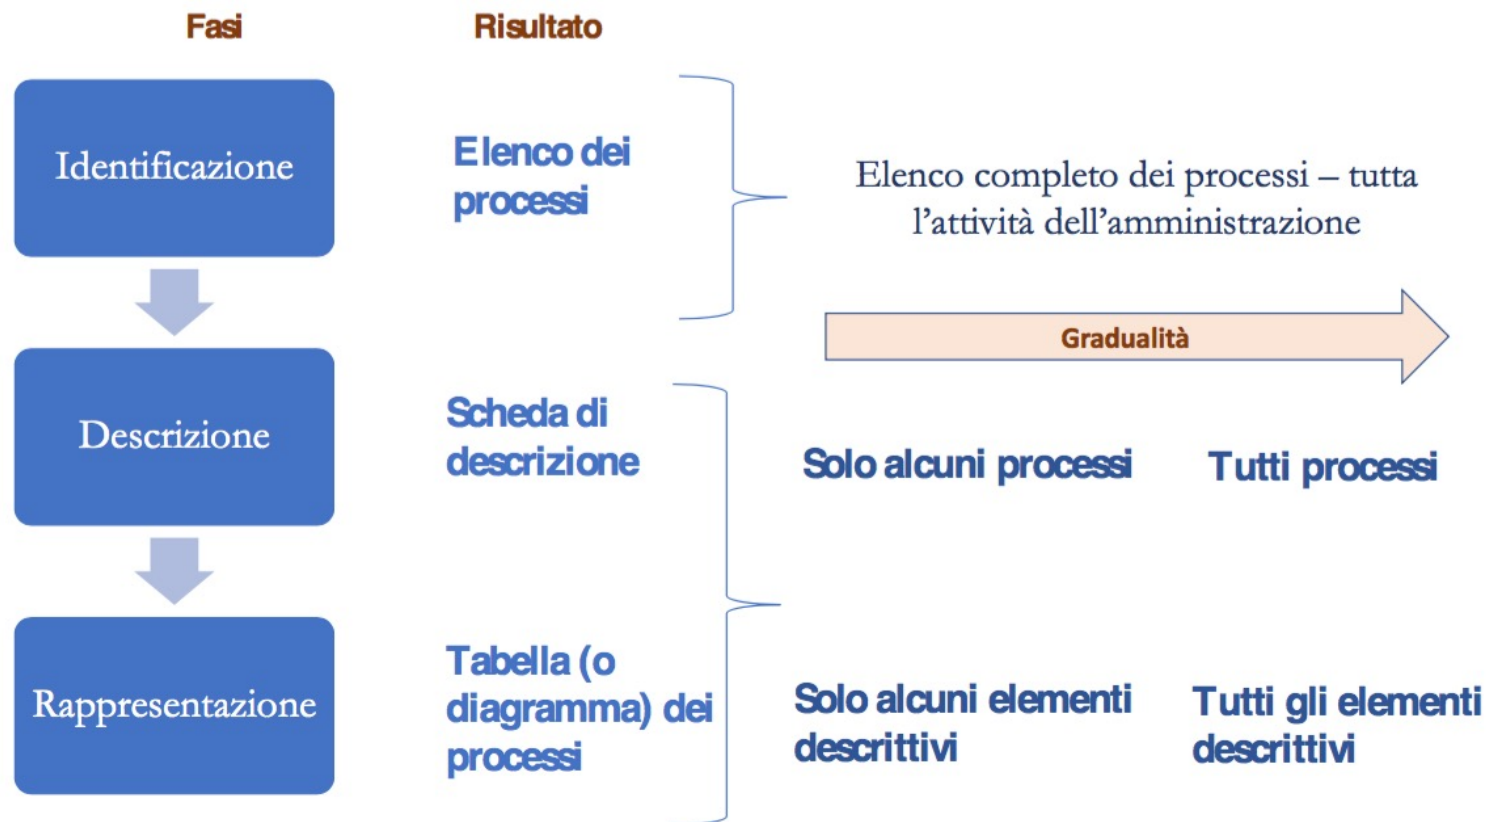 Fasi
Risultato
Identificazione
Elenco dei
processi
Elenco completo dei processi – tutta
l’attività dell’amministrazione
Gradualità
Descrizione
Scheda di
descrizione
Solo alcuni processi
Tutti processi
Rappresentazione
Tabella (o
diagramma) dei
processi
Solo alcuni elementi
descrittivi
Tutti gli elementi
descrittivi